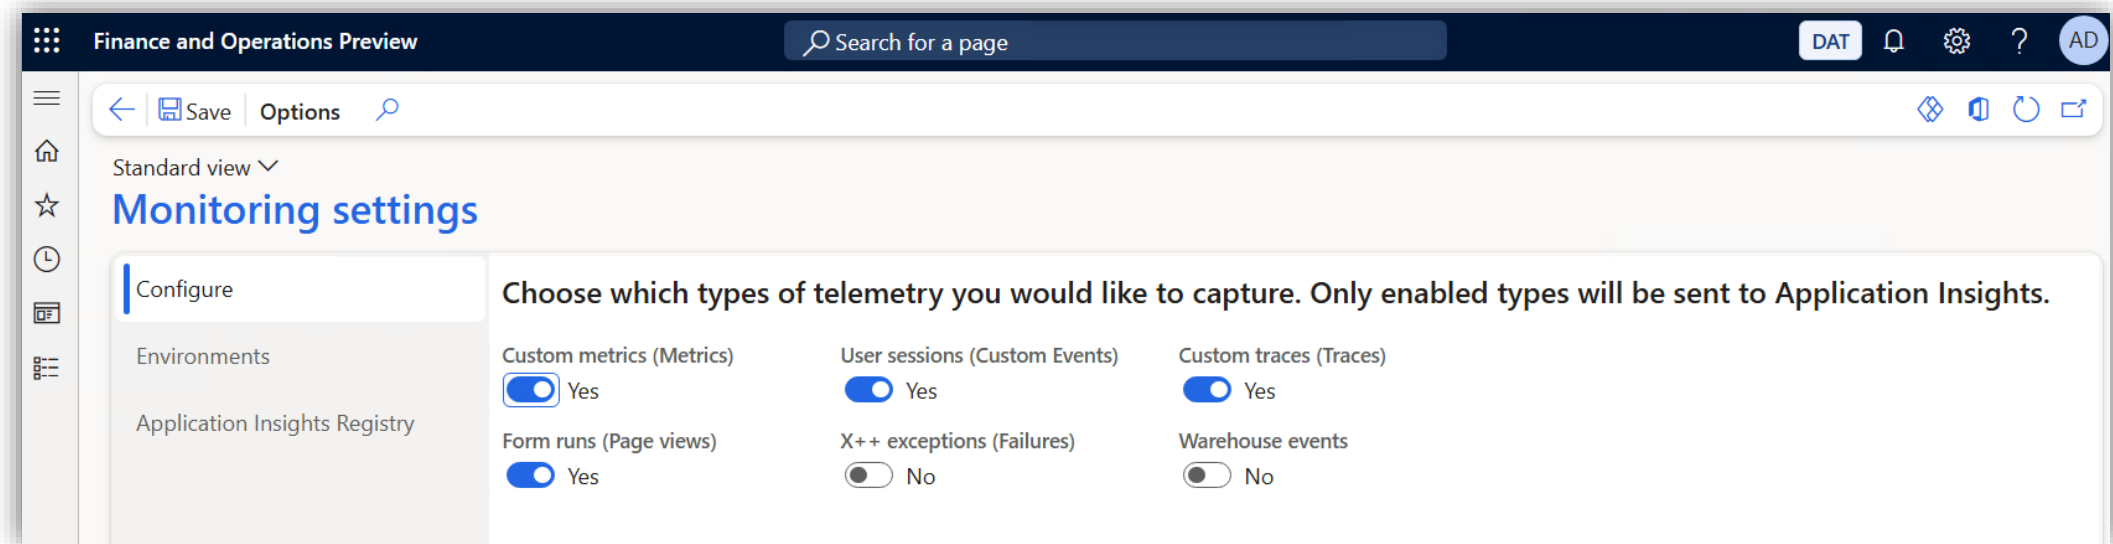 Finance and Operations Preview
Search for a page
DAT
?
AD
Save
Options
Standard view
Monitoring settings
Configure
Environments
Application Insights Registry
Choose which types of telemetry you would like to capture. Only enabled types will be sent to Application Insights.
Custom metrics (Metrics)
Yes
User sessions (Custom Events)
Yes
Custom traces (Traces)
Yes
Form runs (Page views)
Yes
X++ exceptions (Failures)
No
Warehouse events
No